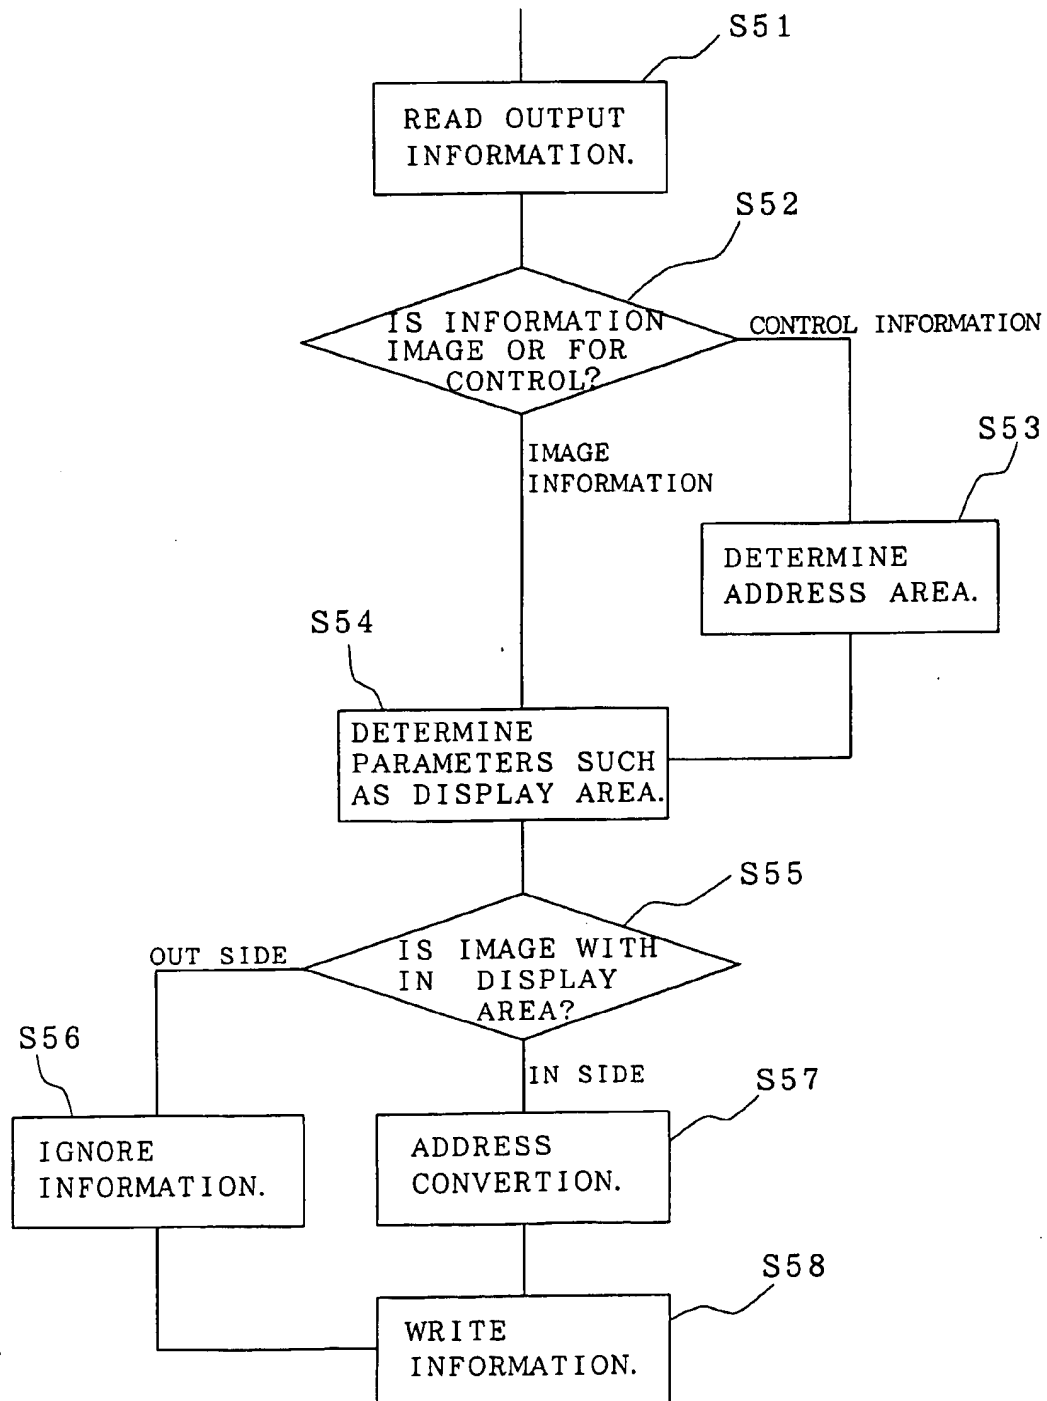 S51
READ OUTPUT
INFORMATION.
S52
IS INFORMATION
IMAGE OR FOR
CONTROL?
CONTROL INFORMATION
IMAGE
INFORMATION
S53
DETERMINE
ADDRESS AREA.
S54
DETERMINE
PARAMETERS SUCH
AS DISPLAY AREA.
S55
IS IMAGE WITH
IN DISPLAY
AREA?
OUT SIDE
IN SIDE
S56
IGNORE
INFORMATION.
S57
ADDRESS
CONVERTION.
S58
WRITE
INFORMATION.